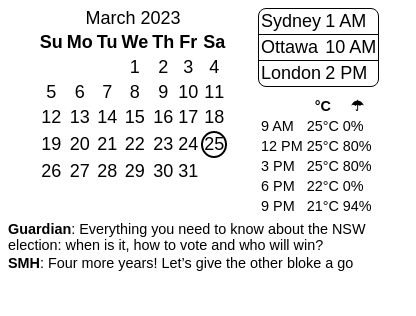 March 2023
Su Mo Tu We Th Fr Sa
1 2 3 4
5 6 7 8 9 10 11
12 13 14 15 16 17 18
19 20 21 22 23 24 25
26 27 28 29 30 31
Sydney 1 AM
Ottawa 10 AM
London 2 PM
°C ☂
9 AM 25°C 0%
12 PM 25°C 80%
3 PM 25°C 80%
6 PM 22°C 0%
9 PM 21°C 94%
Guardian: Everything you need to know about the NSW
election: when is it, how to vote and who will win?
SMH: Four more years! Let’s give the other bloke a go